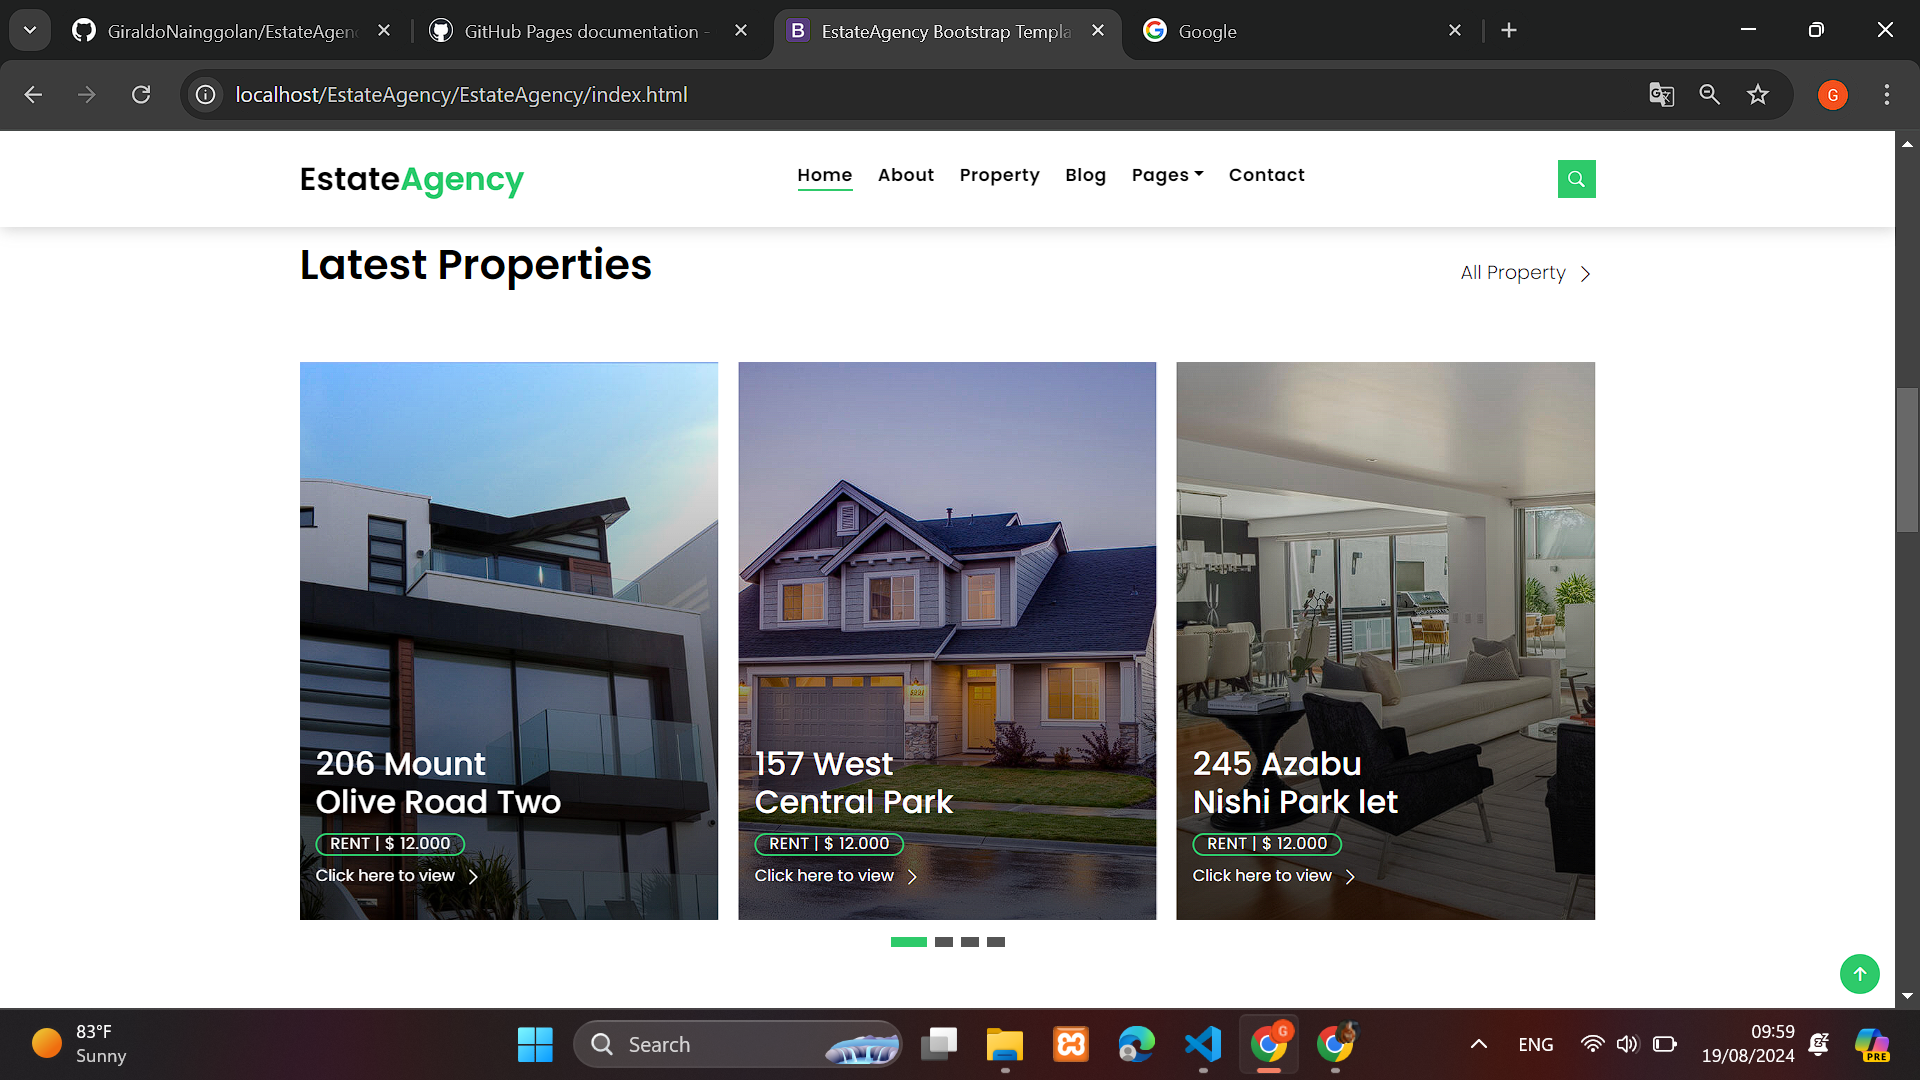 GiraldoNainggolan/EstateAgen
GitHub Pages documentation -
EstateAgency Bootstrap Templa
Google
localhost/EstateAgency/EstateAgency/index.html
G
EstateAgency
Home
About
Property
Blog
Pages
Contact
Latest Properties
All Property
206 Mount
Olive Road Two
RENT | $ 12.000
Click here to view
157 West
Central Park
RENT | $ 12.000
Click here to view
245 Azabu
Nishi Park let
RENT | $ 12.000
Click here to view
83°F
Sunny
Search
G
ENG
09:59
19/08/2024
PRE